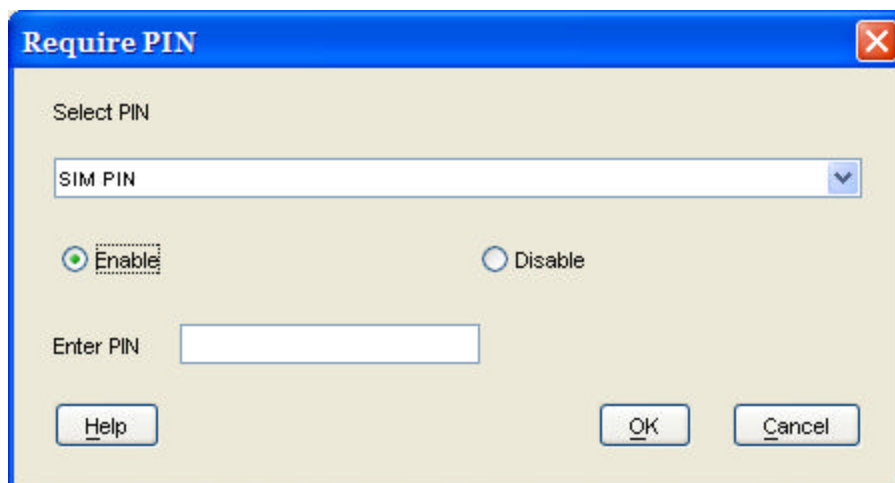 Require PIN
Select PIN
SIM PIN
Enable Disable
Enter PIN
Help OK Cancel